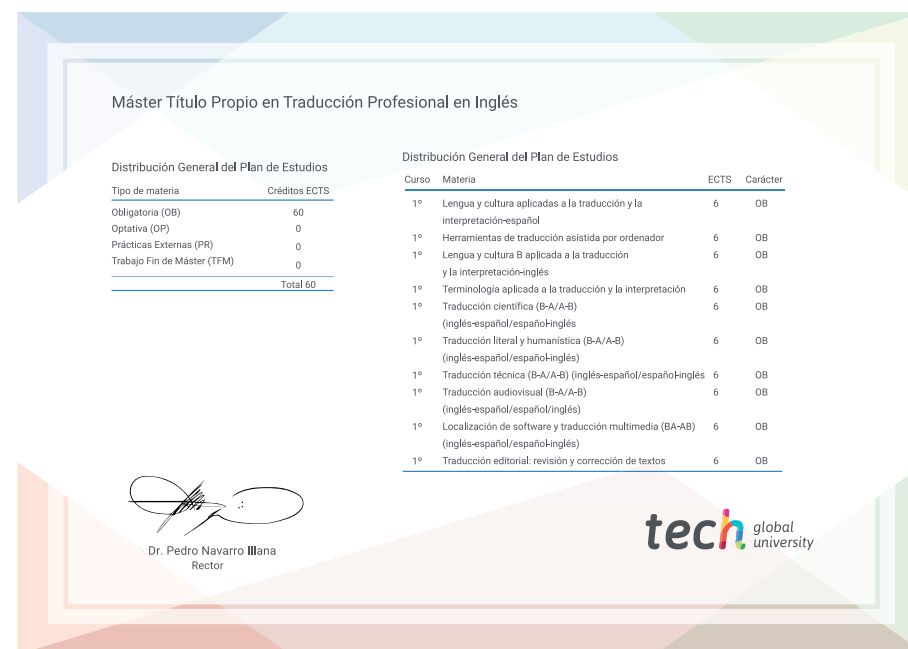 Máster Título Propio en Traducción Profesional en Inglés
Distribución General del Plan de Estudios
Tipo de materia Créditos ECTS
Obligatoria (OB) 60
Optativa (OP) 0
Prácticas Externas (PR) 0
Trabajo Fin de Máster (TFM) 0
Total 60
Distribución General del Plan de Estudios
Curso Materia ECTS Carácter
1º Lengua y cultura aplicadas a la traducción y la 6 OB
interpretación-español
1º Herramientas de traducción asistida por ordenador 6 OB
1º Lengua y cultura B aplicada a la traducción 6 OB
y la interpretación-inglés
1º Terminología aplicada a la traducción y la interpretación 6 OB
1º Traducción científica (B-A/A-B) 6 OB
(inglés-español/español-inglés
1º Traducción literal y humanística (B-A/A-B) 6 OB
(inglés-español/español-inglés)
1º Traducción técnica (B-A/A-B) (inglés-español/español-inglés 6 OB
1º Traducción audiovisual (B-A/A-B) 6 OB
(inglés-español/español/inglés)
1º Localización de software y traducción multimedia (BA-AB) 6 OB
(inglés-español/español-inglés)
1º Traducción editorial: revisión y corrección de textos 6 OB
Dr. Pedro Navarro Illana
Rector
tech global
university